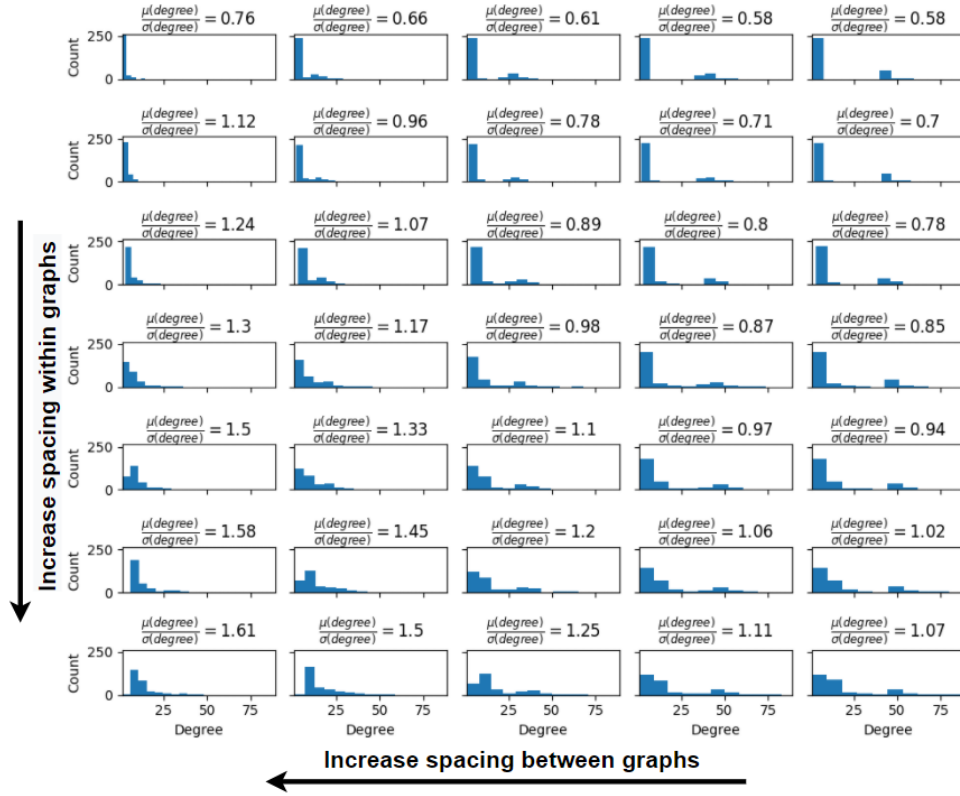 μ(degree)/σ(degree) = 0.76 μ(degree)/σ(degree) = 0.66 μ(degree)/σ(degree) = 0.61 μ(degree)/σ(degree) = 0.58 μ(degree)/σ(degree) = 0.58
250
Count
0
μ(degree)/σ(degree) = 1.12 μ(degree)/σ(degree) = 0.96 μ(degree)/σ(degree) = 0.78 μ(degree)/σ(degree) = 0.71 μ(degree)/σ(degree) = 0.7
250
Count
0
μ(degree)/σ(degree) = 1.24 μ(degree)/σ(degree) = 1.07 μ(degree)/σ(degree) = 0.89 μ(degree)/σ(degree) = 0.8 μ(degree)/σ(degree) = 0.78
250
Count
0
μ(degree)/σ(degree) = 1.3 μ(degree)/σ(degree) = 1.17 μ(degree)/σ(degree) = 0.98 μ(degree)/σ(degree) = 0.87 μ(degree)/σ(degree) = 0.85
250
Count
0
μ(degree)/σ(degree) = 1.5 μ(degree)/σ(degree) = 1.33 μ(degree)/σ(degree) = 1.1 μ(degree)/σ(degree) = 0.97 μ(degree)/σ(degree) = 0.94
250
Count
0
μ(degree)/σ(degree) = 1.58 μ(degree)/σ(degree) = 1.45 μ(degree)/σ(degree) = 1.2 μ(degree)/σ(degree) = 1.06 μ(degree)/σ(degree) = 1.02
250
Count
0
μ(degree)/σ(degree) = 1.61 μ(degree)/σ(degree) = 1.5 μ(degree)/σ(degree) = 1.25 μ(degree)/σ(degree) = 1.11 μ(degree)/σ(degree) = 1.07
250
Count
0
25 50 75 25 50 75 25 50 75 25 50 75 25 50 75
Degree Degree Degree Degree Degree
Increase spacing within graphs
Increase spacing between graphs